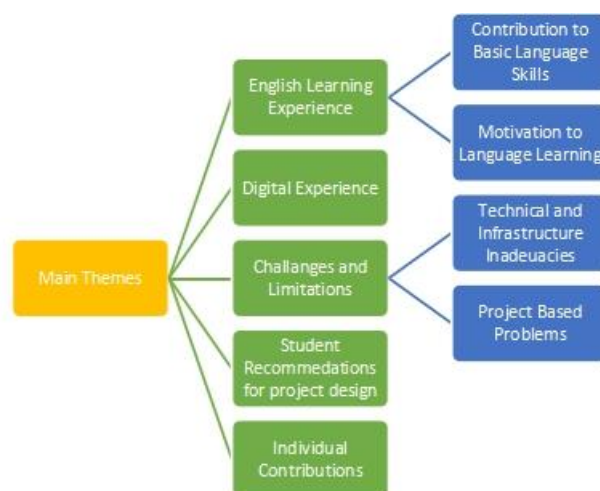 Main Themes
English Learning
Experience
Contribution to
Basic Language
Skills
Motivation to
Language Learning
Digital Experience
Challanges and
Limitations
Technical and
Infrastructure
Inadeuacies
Project Based
Problems
Student
Recommedations
for project design
Individual
Contributions